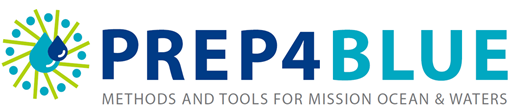 PREP4BLUE
METHODS AND TOOLS FOR MISSION OCEAN & WATERS